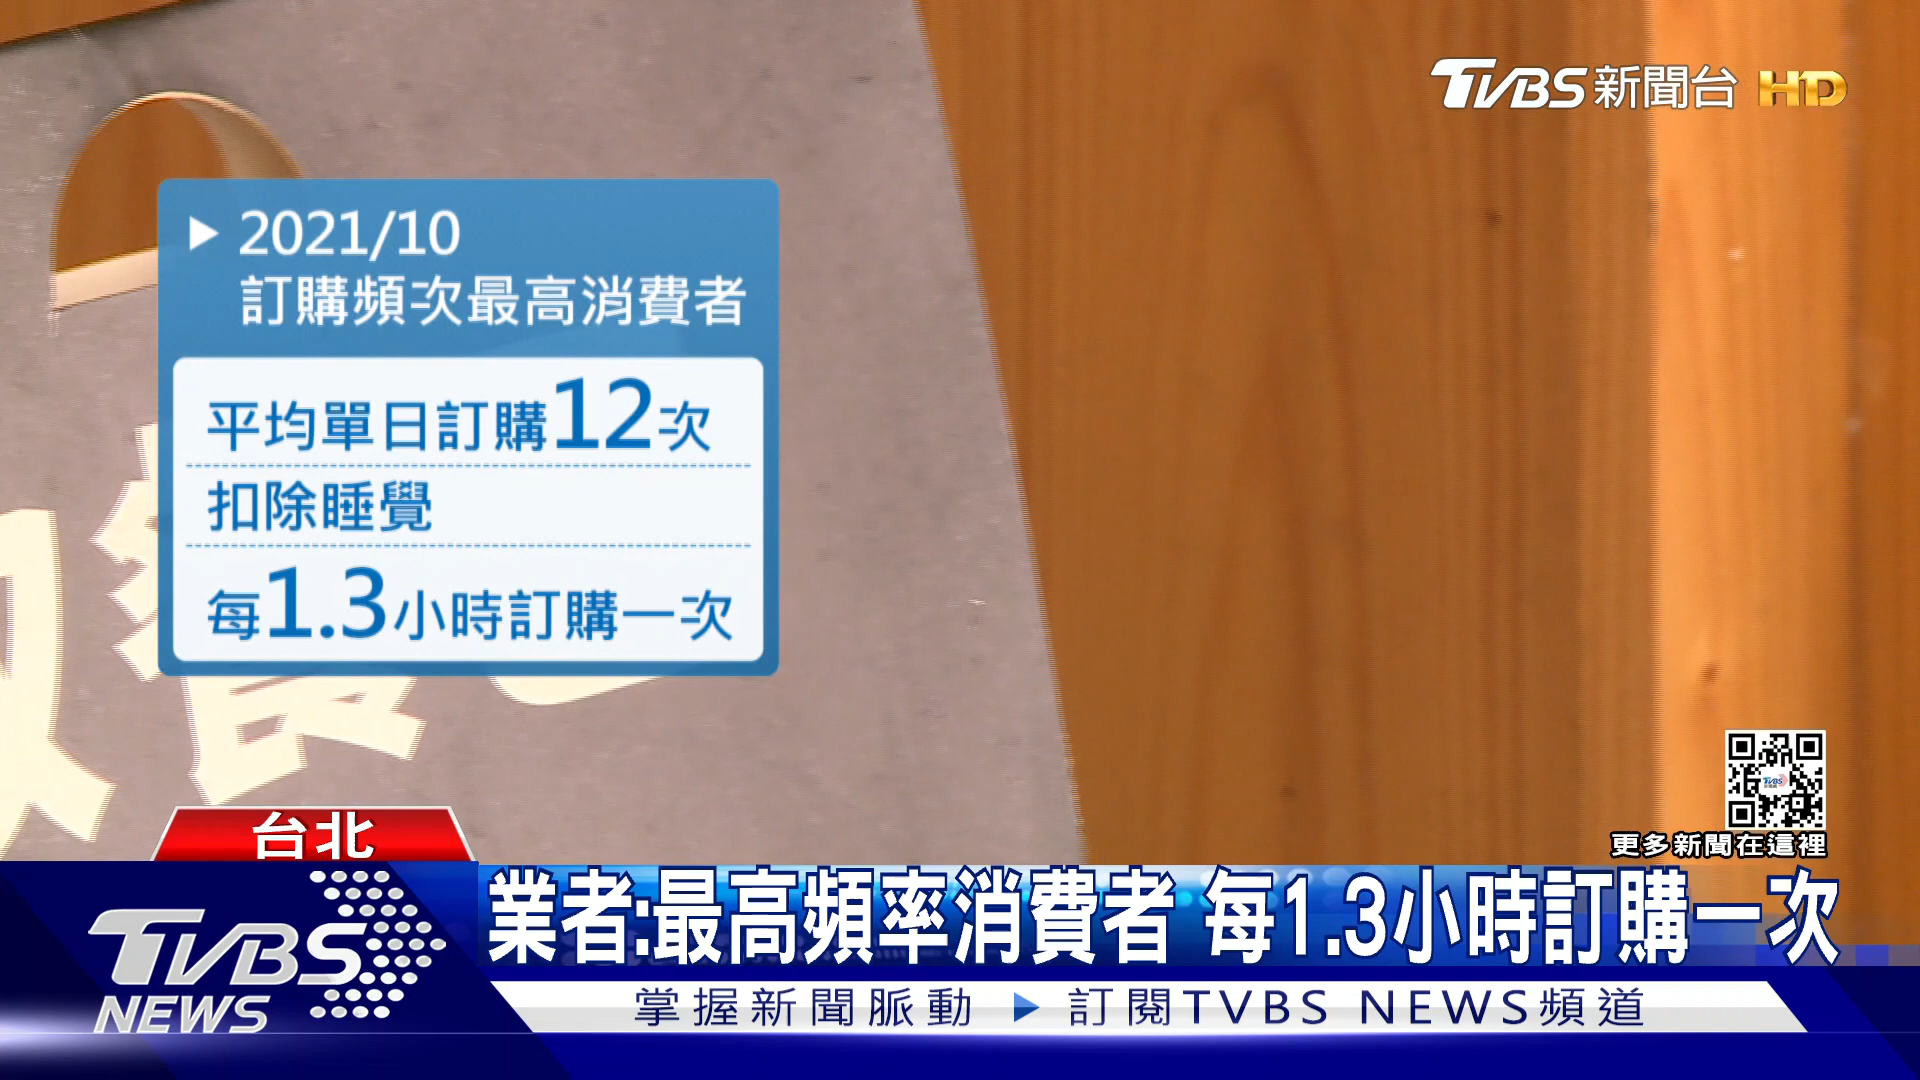 TVBS新聞台 HD
▶ 2021/10
訂購頻次最高消費者
平均單日訂購12次
扣除睡覺
每1.3小時訂購一次
TVBS
更多新聞在這裡
台北
業者:最高頻率消費者 每1.3小時訂購一次
TVBS NEWS
掌握新聞脈動 ▶ 訂閱TVBS NEWS頻道